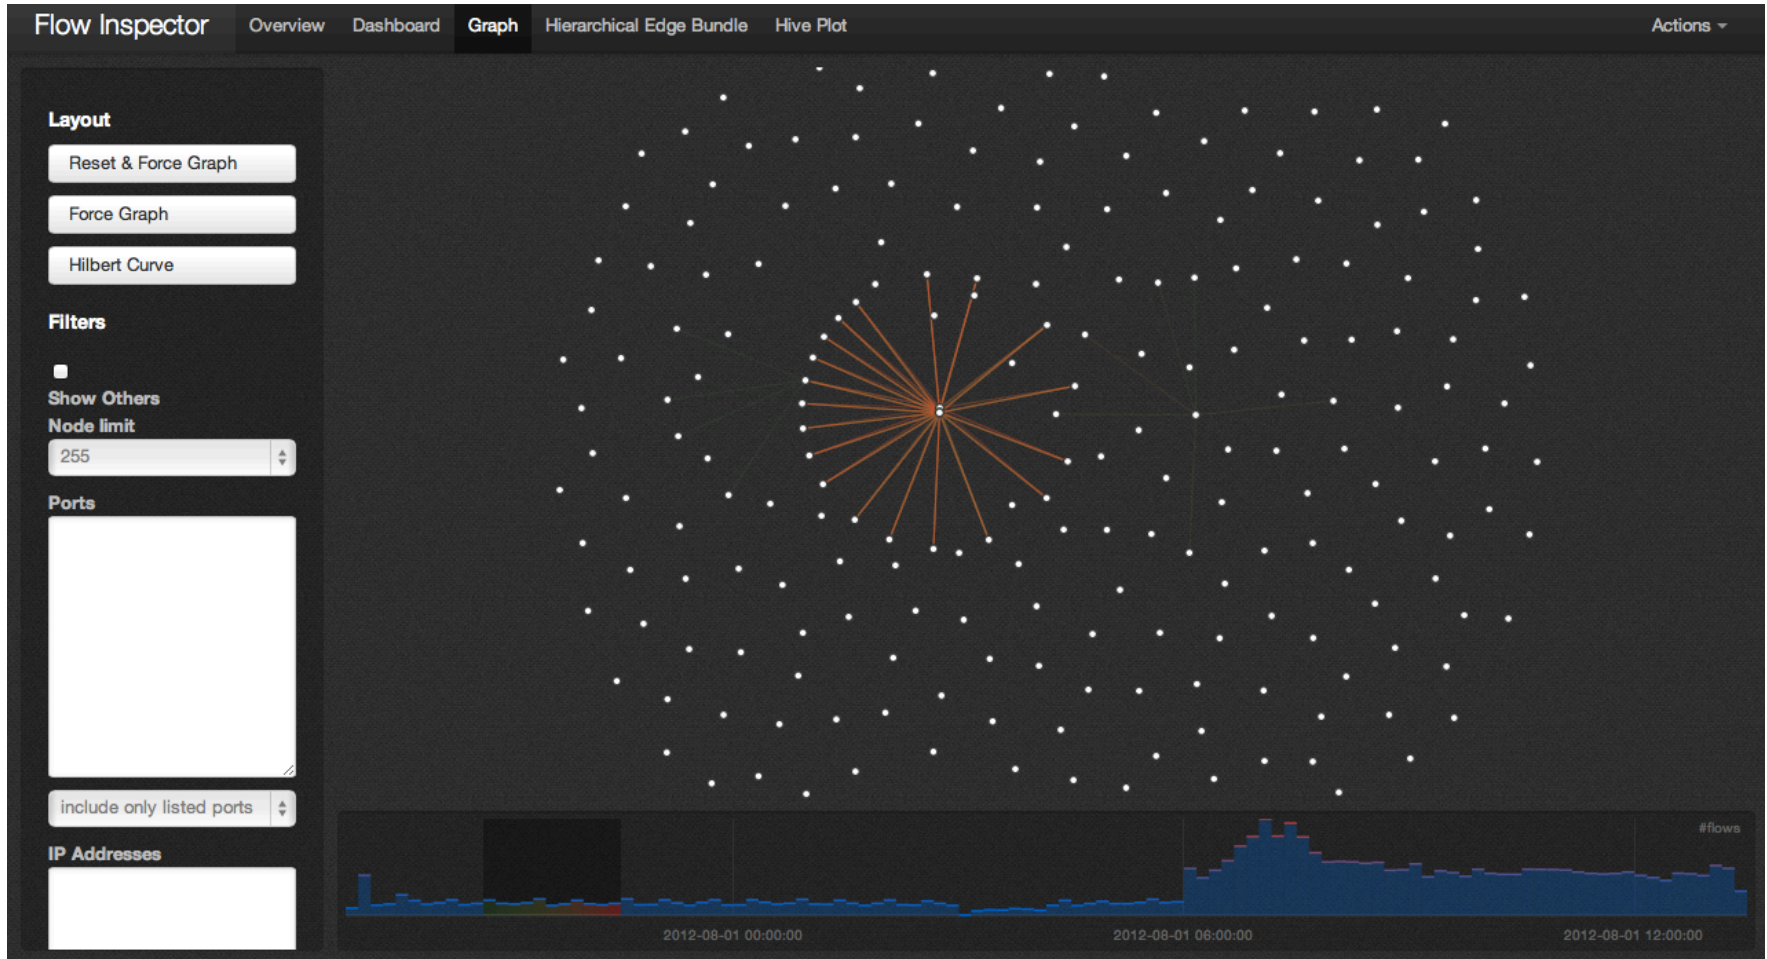 Flow Inspector Overview Dashboard Graph Hierarchical Edge Bundle Hive Plot Actions
Layout
Reset & Force Graph
Force Graph
Hilbert Curve
Filters
Show Others
Node limit
255
Ports
include only listed ports
IP Addresses
#flows
2012-08-01 00:00:00 2012-08-01 06:00:00 2012-08-01 12:00:00